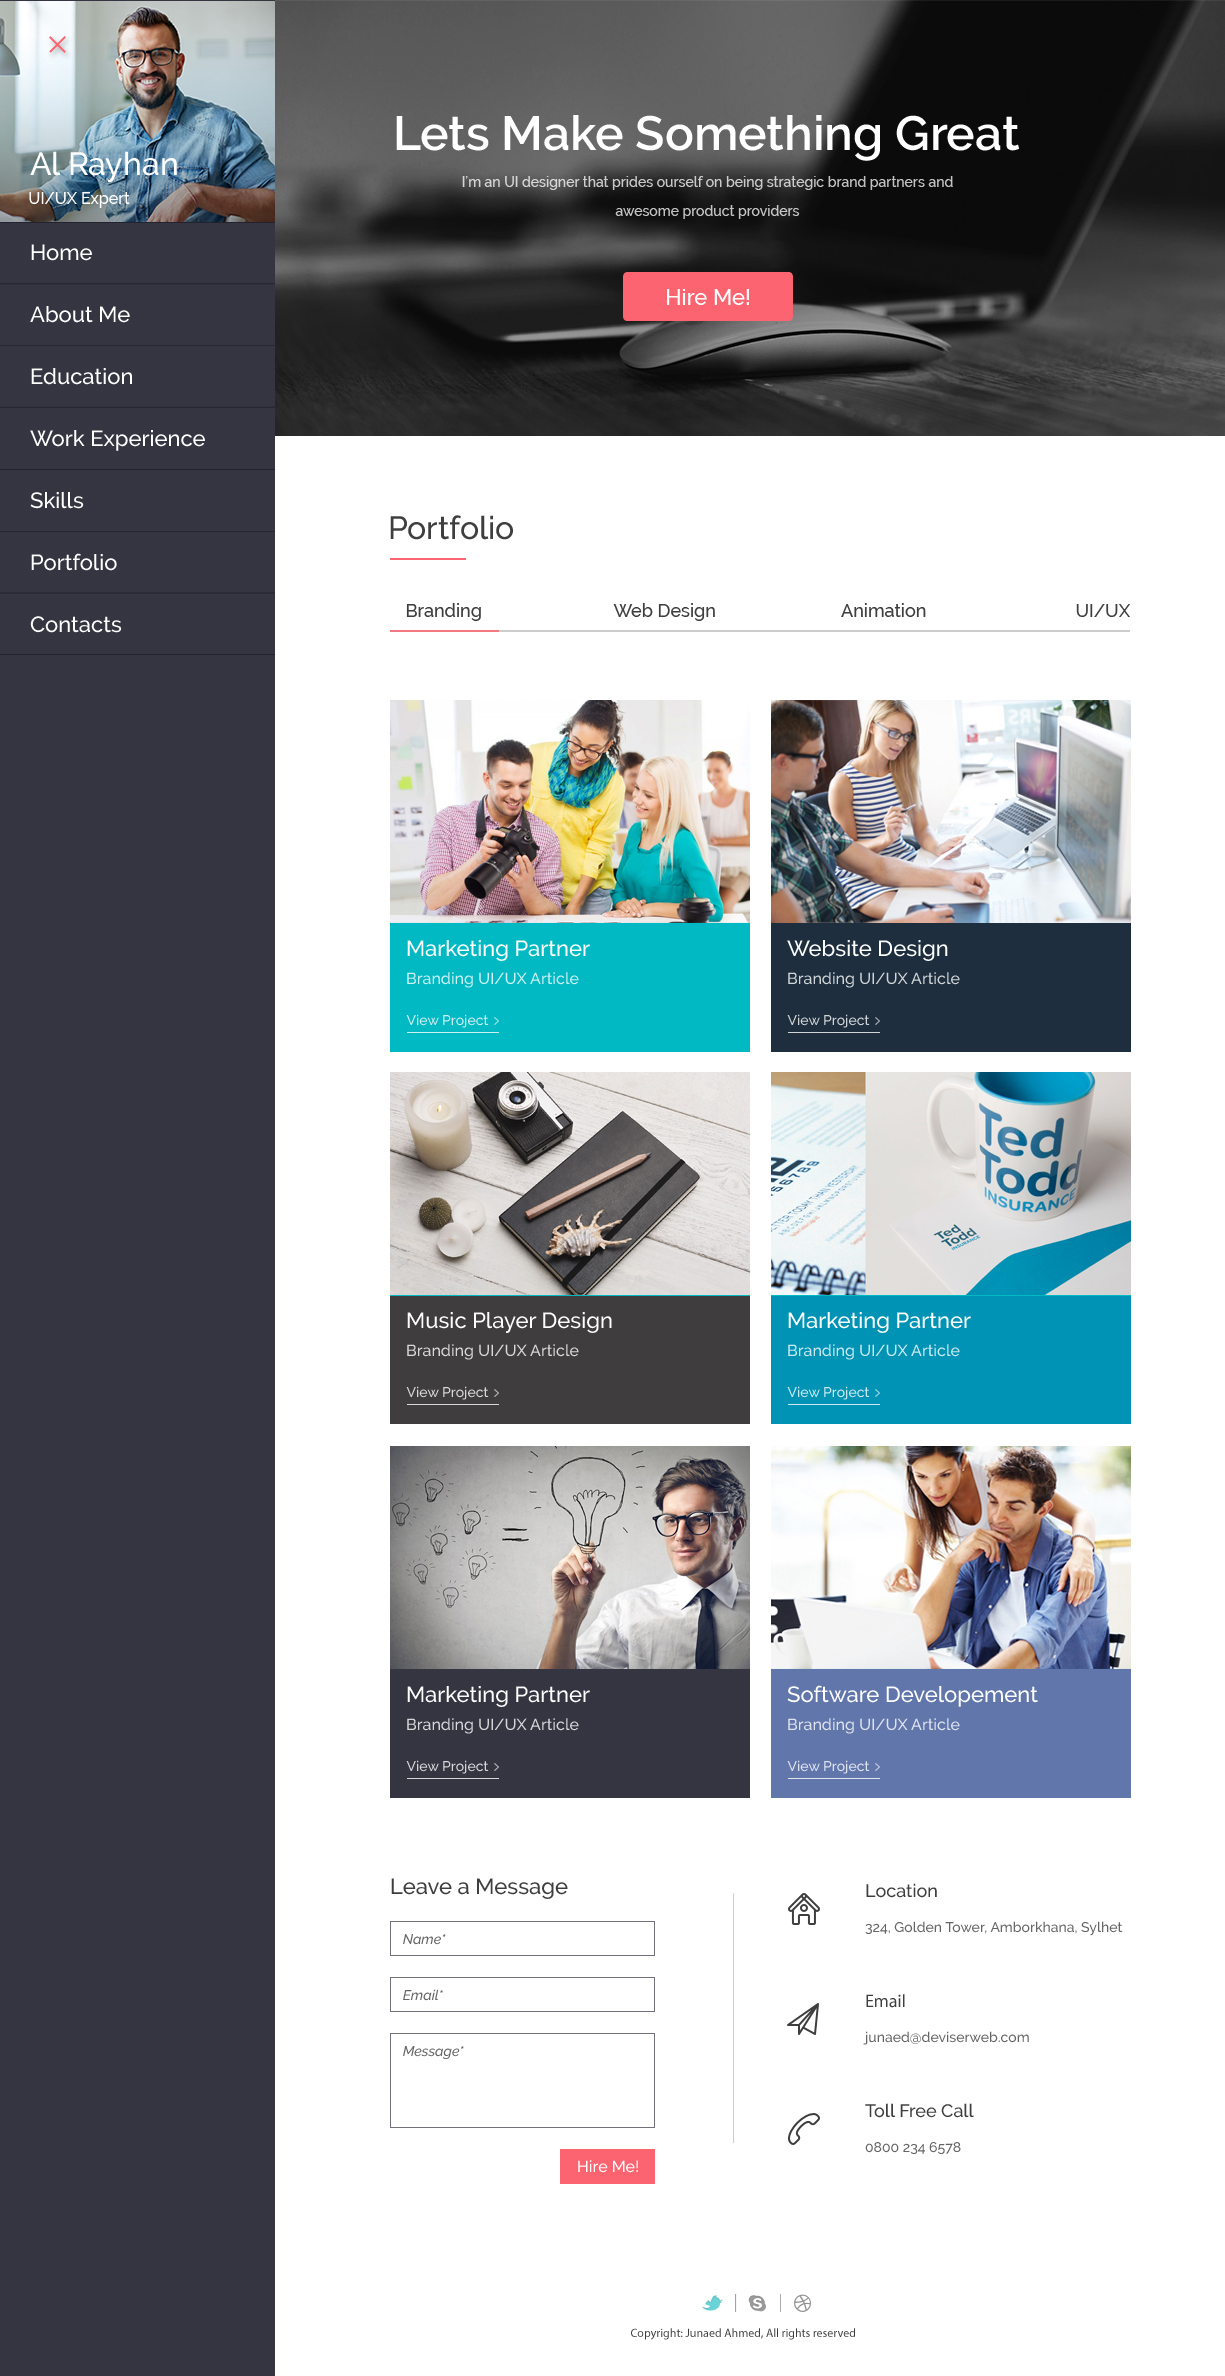 Al Rayhan
UI/UX Expert
Home
About Me
Education
Work Experience
Skills
Portfolio
Contacts
Lets Make Something Great
I'm an UI designer that prides ourself on being strategic brand partners and
awesome product providers
Hire Me!
Portfolio
Branding
Web Design
Animation
UI/UX
Marketing Partner
Branding UI/UX Article
View Project >
Website Design
Branding UI/UX Article
View Project >
Music Player Design
Branding UI/UX Article
View Project >
Ted
Todd
INSURANCE
Ted
Todd
INSURANCE
Marketing Partner
Branding UI/UX Article
View Project >
Marketing Partner
Branding UI/UX Article
View Project >
Software Developement
Branding UI/UX Article
View Project >
Leave a Message
Name*
Email*
Message*
Hire Me!
Location
324, Golden Tower, Amborkhana, Sylhet
Email
junaed@deviserweb.com
Toll Free Call
0800 234 6578
Copyright: Junaed Ahmed, All rights reserved